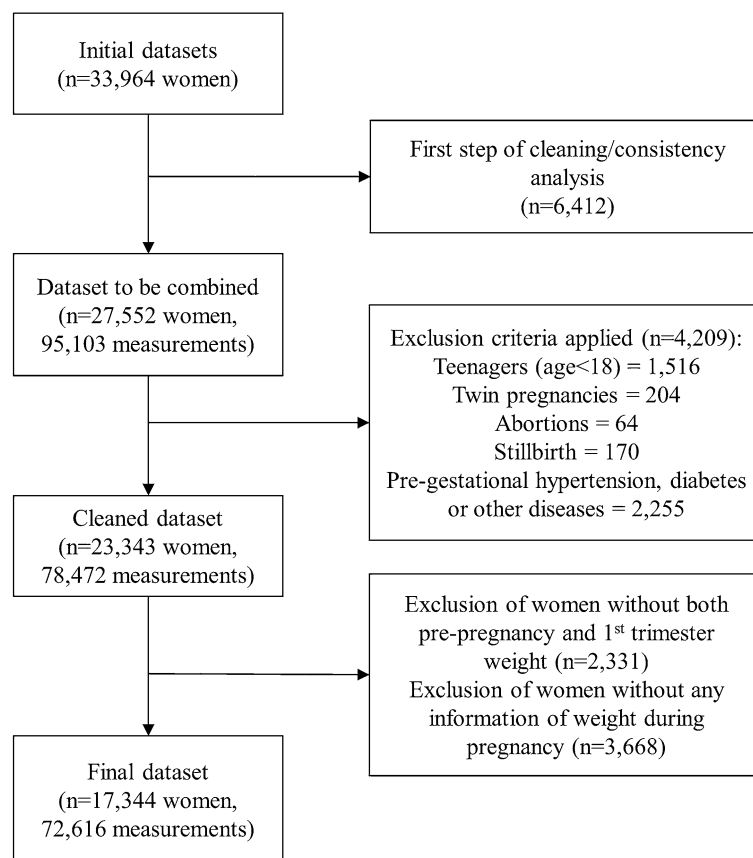 Initial datasets
(n=33,964 women)
First step of cleaning/consistency
analysis
(n=6,412)
Dataset to be combined
(n=27,552 women,
95,103 measurements)
Exclusion criteria applied (n=4,209):
Teenagers (age<18) = 1,516
Twin pregnancies = 204
Abortions = 64
Stillbirth = 170
Pre-gestational hypertension, diabetes
or other diseases = 2,255
Cleaned dataset
(n=23,343 women,
78,472 measurements)
Exclusion of women without both
pre-pregnancy and 1st trimester
weight (n=2,331)
Exclusion of women without any
information of weight during
pregnancy (n=3,668)
Final dataset
(n=17,344 women,
72,616 measurements)